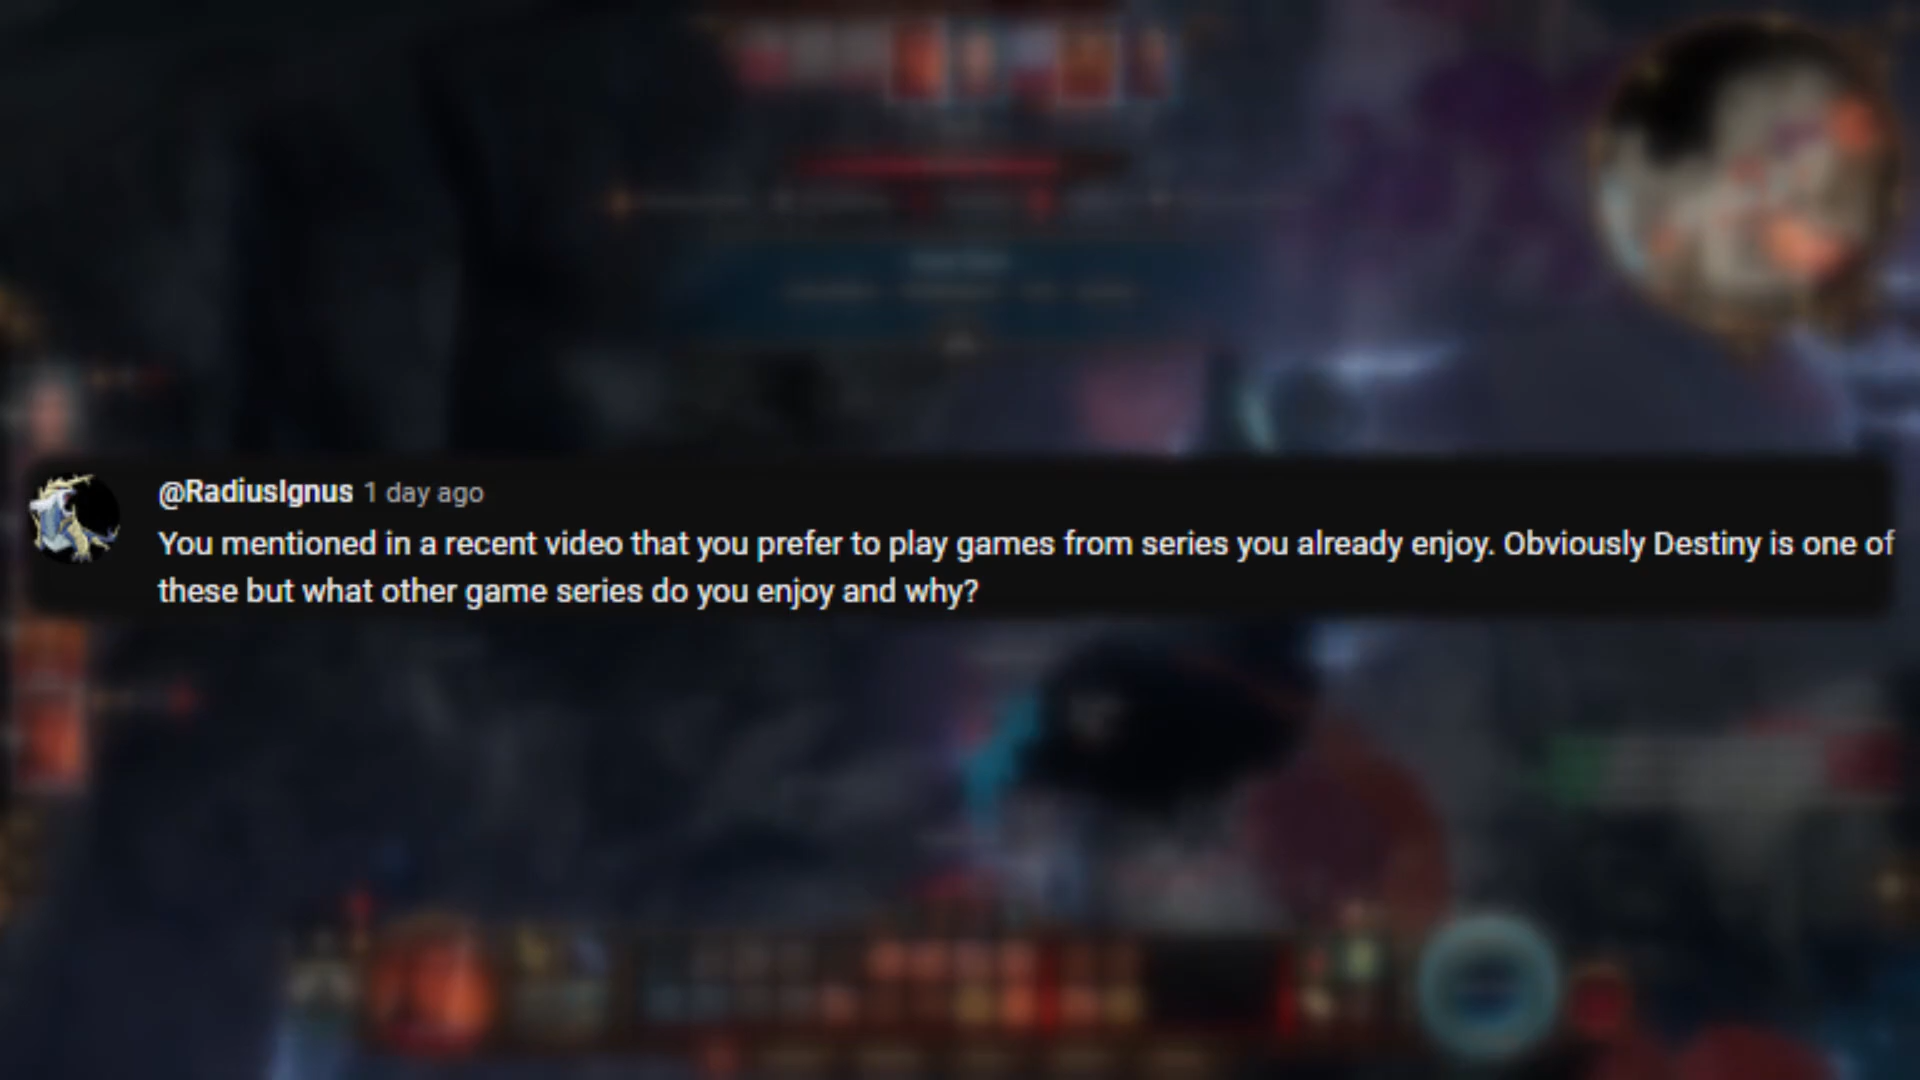 @RadiusIgnus 1 day ago
You mentioned in a recent video that you prefer to play games from series you already enjoy. Obviously Destiny is one of
these but what other game series do you enjoy and why?